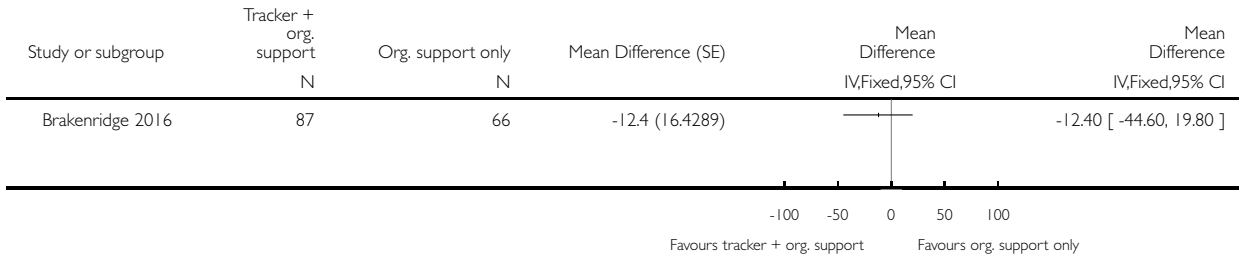 Study or subgroup
Tracker +
org.
support
Org. support only
Mean Difference (SE)
Mean
Difference
Mean
Difference
N
N
IV,Fixed,95% CI
IV,Fixed,95% CI
Brakenridge 2016
87
66
-12.4 (16.4289)
-12.40 [ -44.60, 19.80 ]
-100 -50 0 50 100
Favours tracker + org. support
Favours org. support only